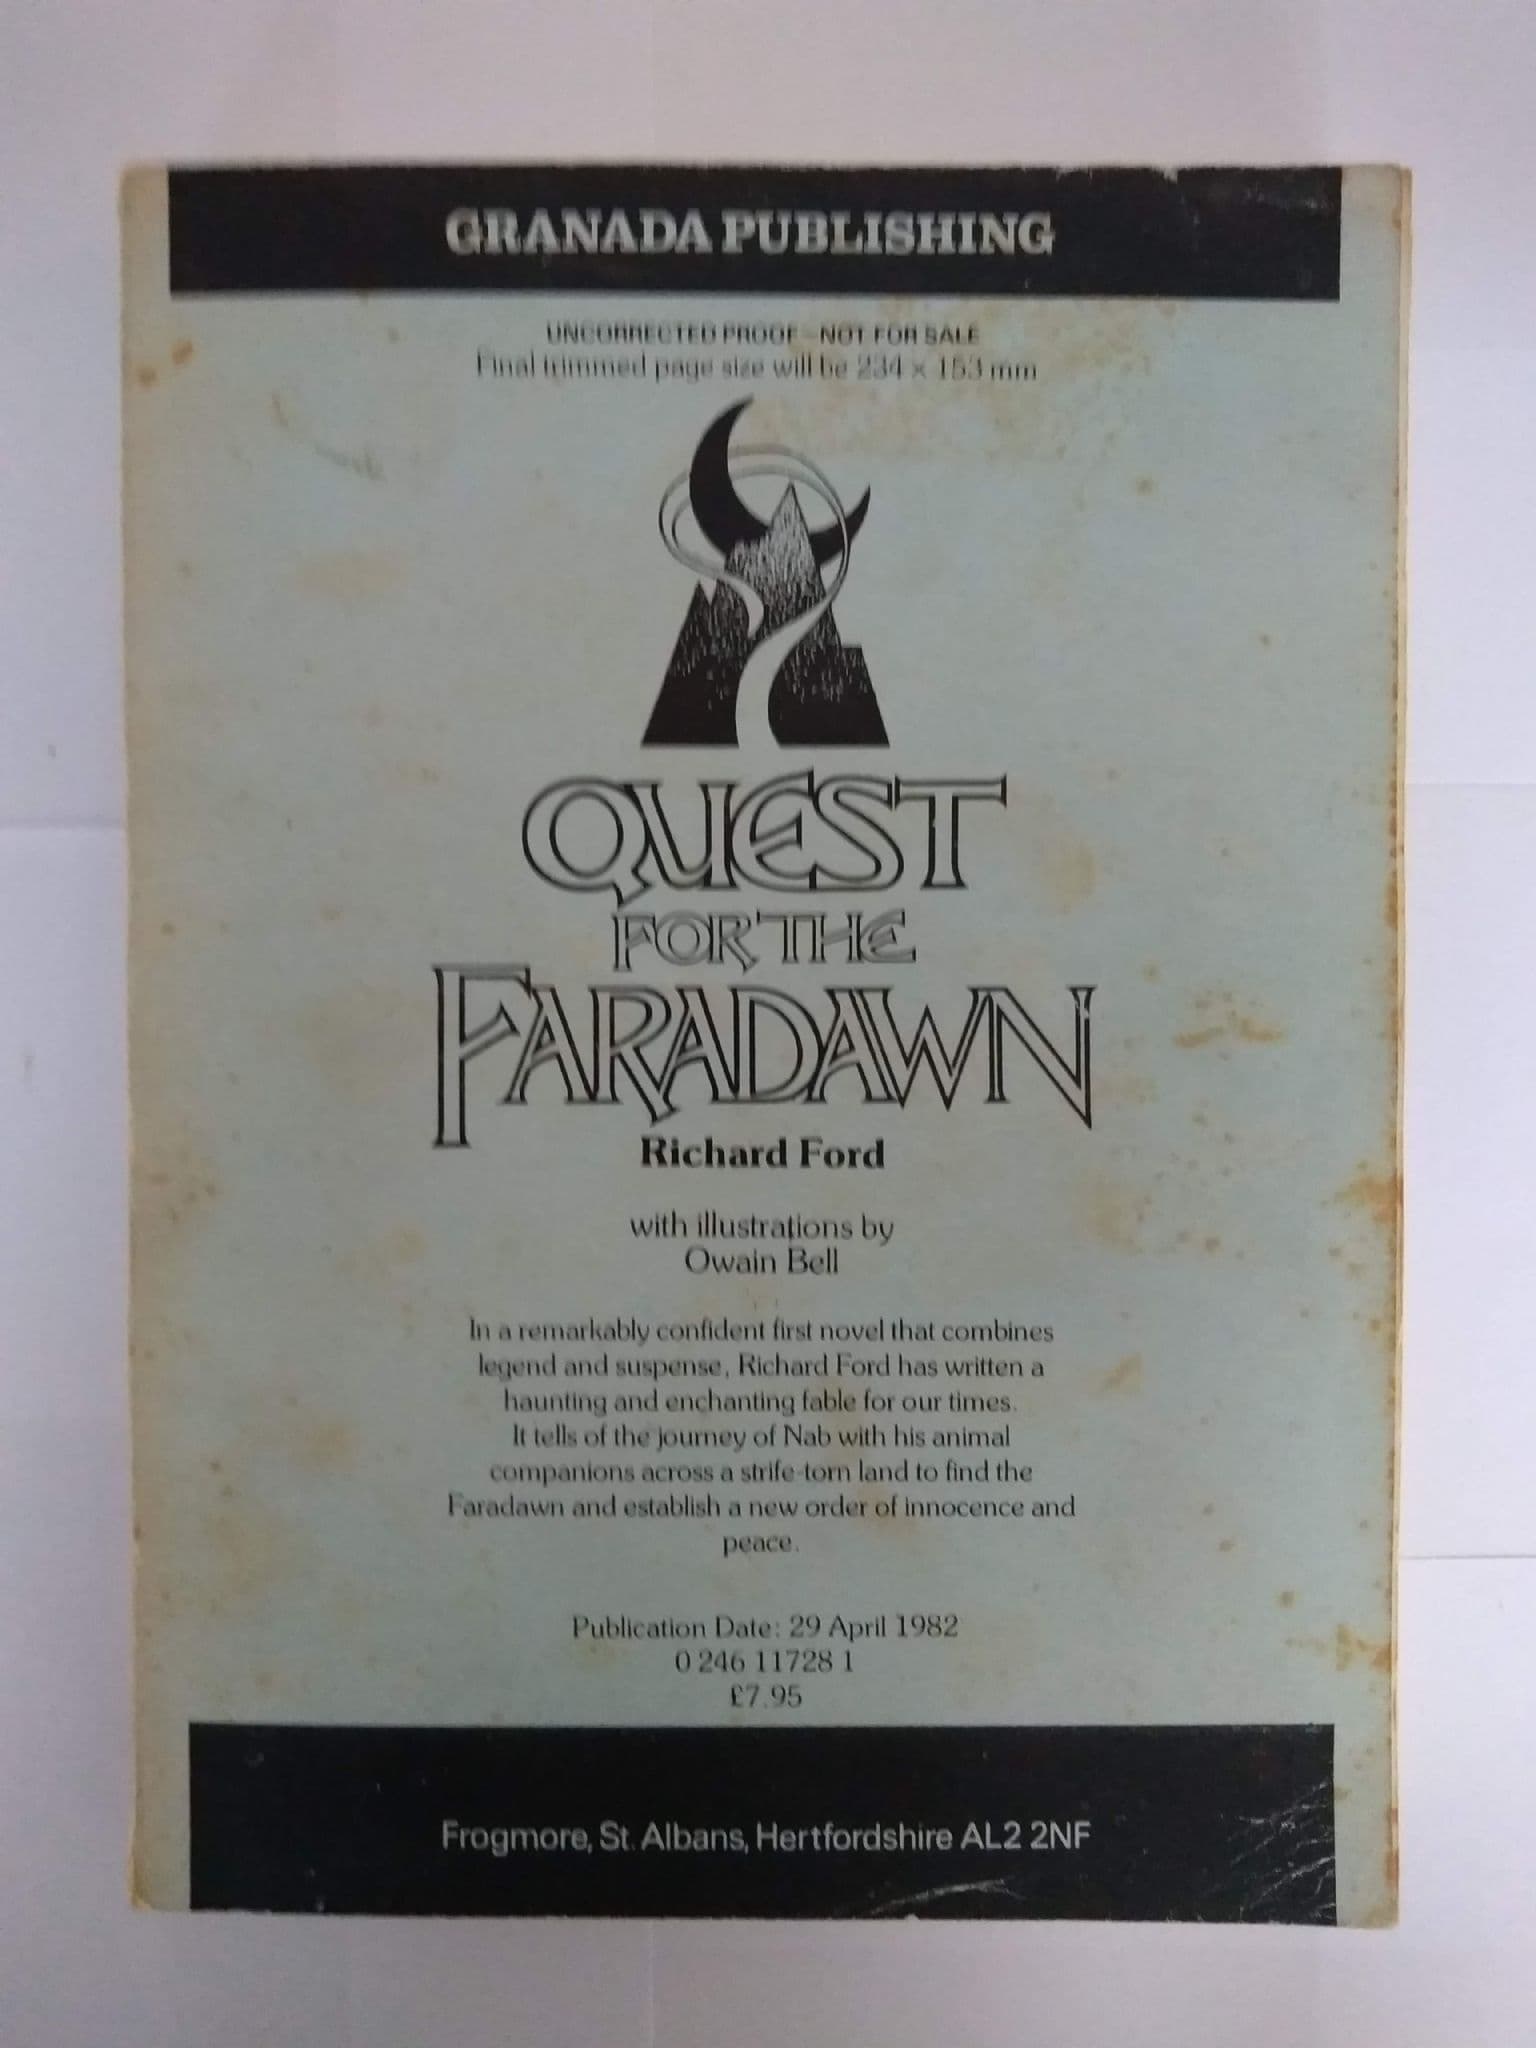 GRANADA PUBLISHING
UNCORRECTED PROOF - NOT FOR SALE
Final trimmed page size will be 234 × 153 mm
QUEST
FOR THE
FARADAWN
Richard Ford
with illustrations by
Owain Bell
In a remarkably confident first novel that combines
legend and suspense, Richard Ford has written a
haunting and enchanting fable for our times.
It tells of the journey of Nab with his animal
companions across a strife-torn land to find the
Faradawn and establish a new order of innocence and
peace.
Publication Date: 29 April 1982
0 246 11728 1
£7.95
Frogmore, St. Albans, Hertfordshire AL2 2NF